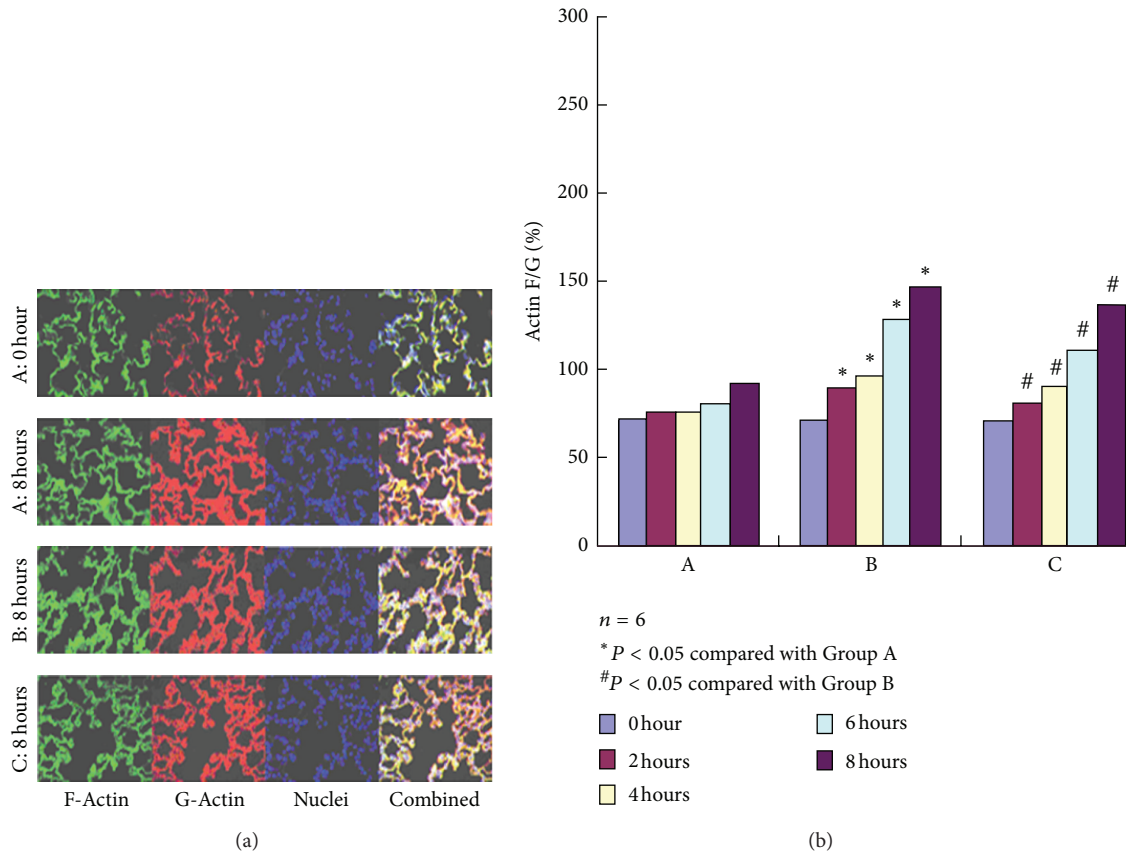 A: 0 hour
A: 8 hours
B: 8 hours
C: 8 hours
F-Actin G-Actin Nuclei Combined
(a)
Actin F/G (%)
300
250
200
150
100
50
0
* * * *
# # # #
A B C
n = 6
*P < 0.05 compared with Group A
#P < 0.05 compared with Group B
0 hour
2 hours
4 hours
6 hours
8 hours
(b)